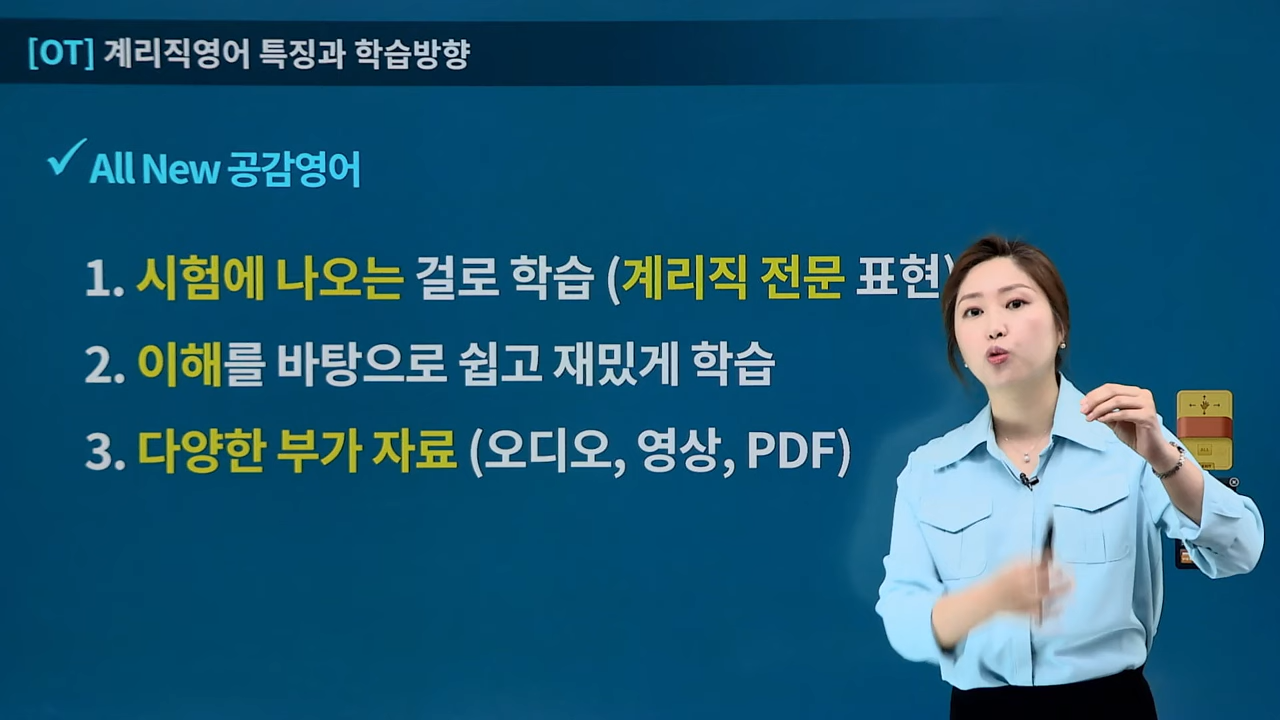 [OT] 계리직영어 특징과 학습방향
All New 공감영어
1. 시험에 나오는 걸로 학습 (계리직 전문 표현)
2. 이해를 바탕으로 쉽고 재밌게 학습
3. 다양한 부가 자료 (오디오, 영상, PDF)